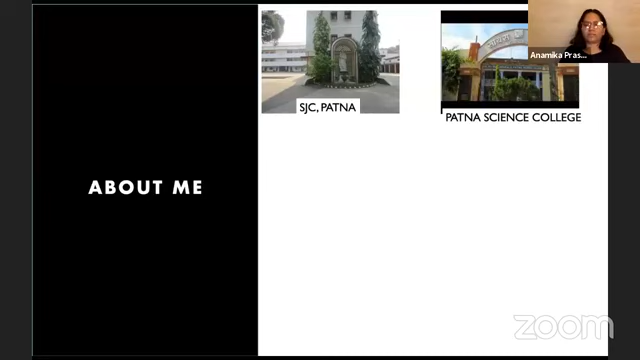 ABOUT ME
SJC, PATNA
PATNA SCIENCE COLLEGE
Anamika Pras...
zoom